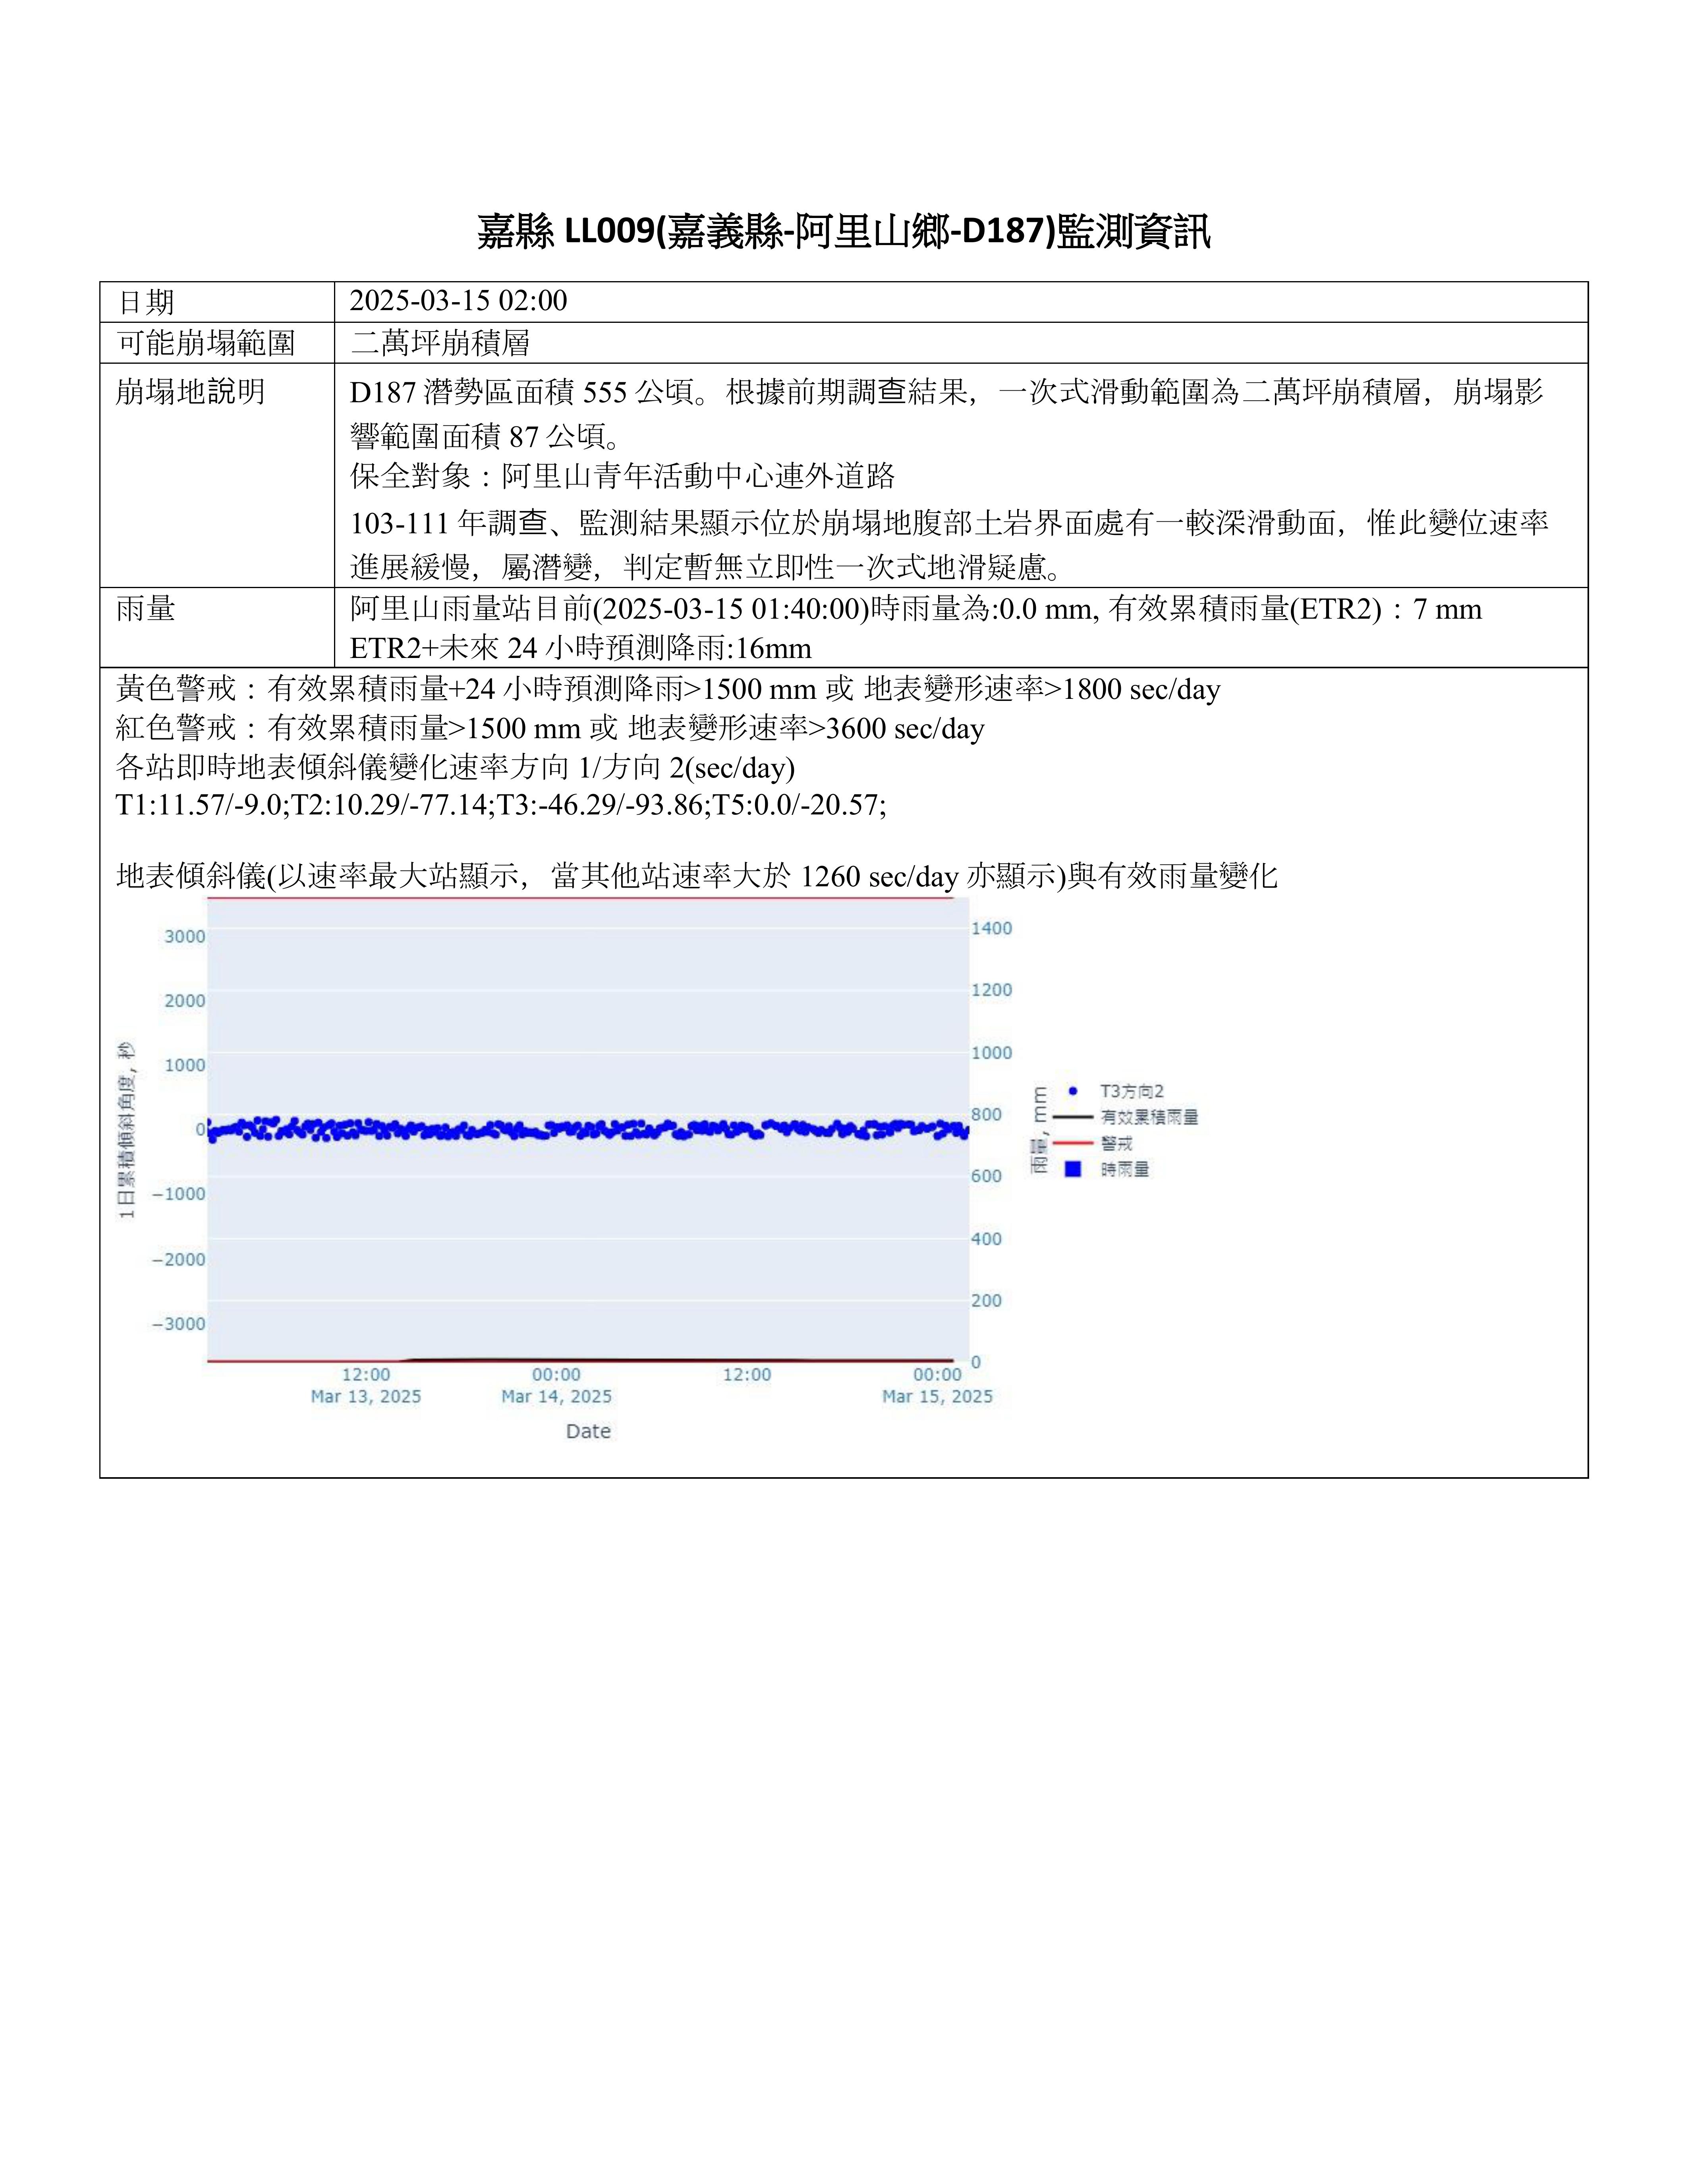 嘉縣 LL009(嘉義縣-阿里山鄉-D187)監測資訊
日期
2025-03-15 02:00
可能崩塌範圍
二萬坪崩積層
崩塌地說明
D187 潛勢區面積 555 公頃。根據前期調查結果，一次式滑動範圍為二萬坪崩積層，崩塌影
響範圍面積 87 公頃。
保全對象：阿里山青年活動中心連外道路
103-111 年調查、監測結果顯示位於崩塌地腹部土岩界面處有一較深滑動面，惟此變位速率
進展緩慢，屬潛變，判定暫無立即性一次式地滑疑慮。
雨量
阿里山雨量站目前(2025-03-15 01:40:00)時雨量為:0.0 mm, 有效累積雨量(ETR2)：7 mm
ETR2+未來 24 小時預測降雨:16mm
黃色警戒：有效累積雨量+24 小時預測降雨>1500 mm 或 地表變形速率>1800 sec/day
紅色警戒：有效累積雨量>1500 mm 或 地表變形速率>3600 sec/day
各站即時地表傾斜儀變化速率方向 1/方向 2(sec/day)
T1:11.57/-9.0;T2:10.29/-77.14;T3:-46.29/-93.86;T5:0.0/-20.57;
地表傾斜儀(以速率最大站顯示，當其他站速率大於 1260 sec/day 亦顯示)與有效雨量變化
1日累積傾斜角度, 秒
3000
2000
1000
0
−1000
−2000
−3000
1400
1200
1000
800
600
400
200
0
雨量, mm
T3方向2
有效累積雨量
警戒
時雨量
12:00
Mar 13, 2025
00:00
Mar 14, 2025
12:00
00:00
Mar 15, 2025
Date